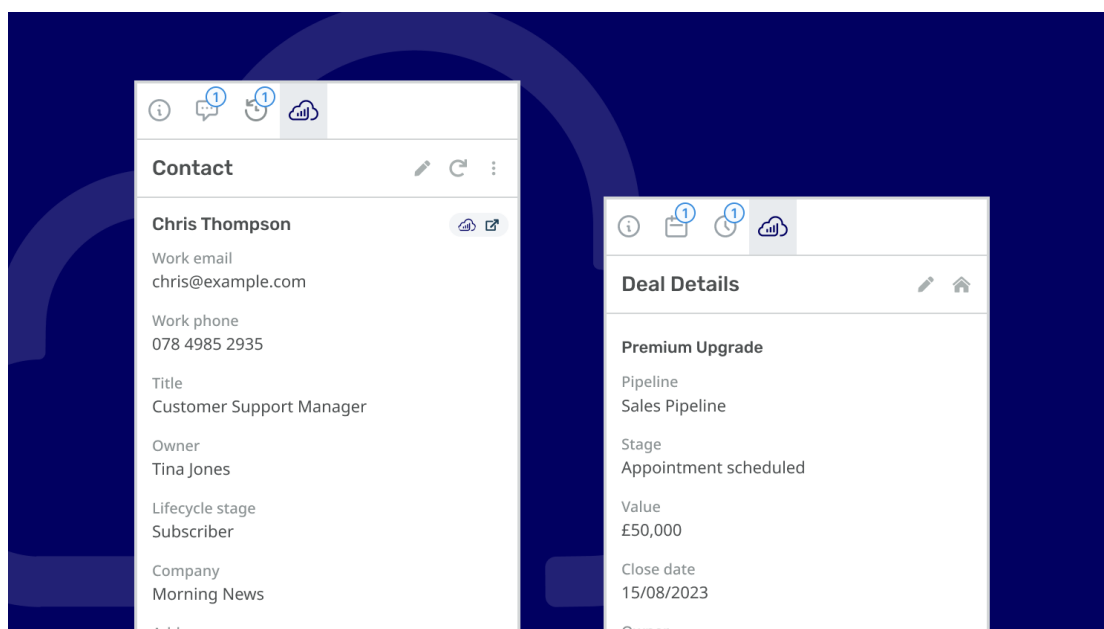 1
1
Contact
Chris Thompson
Work email
chris@example.com
Work phone
078 4985 2935
Title
Customer Support Manager
Owner
Tina Jones
Lifecycle stage
Subscriber
Company
Morning News
1
1
Deal Details
Premium Upgrade
Pipeline
Sales Pipeline
Stage
Appointment scheduled
Value
£50,000
Close date
15/08/2023